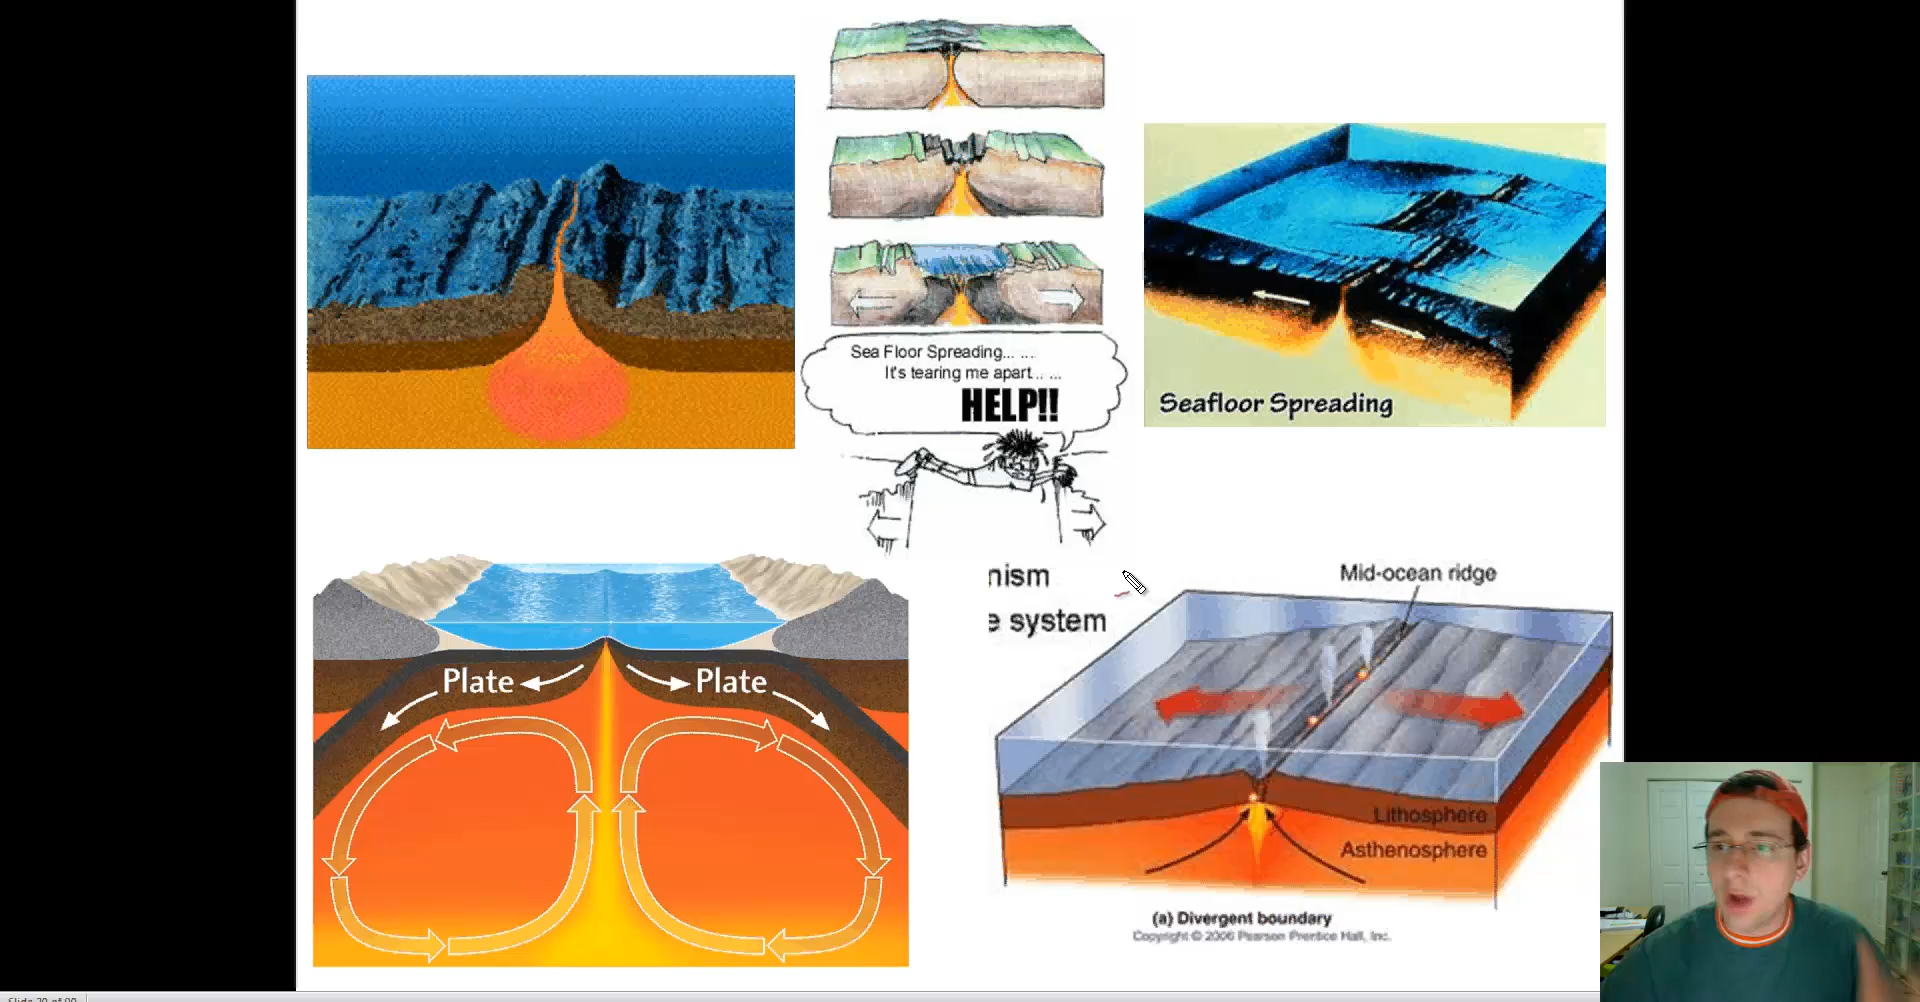 Sea Floor Spreading... ...
It's tearing me apart.. ...
HELP!!
Seafloor Spreading
nism
e system
Mid-ocean ridge
Plate
Plate
Lithosphere
Asthenosphere
(a) Divergent boundary
Copyright © 2006 Pearson Prentice Hall, Inc.